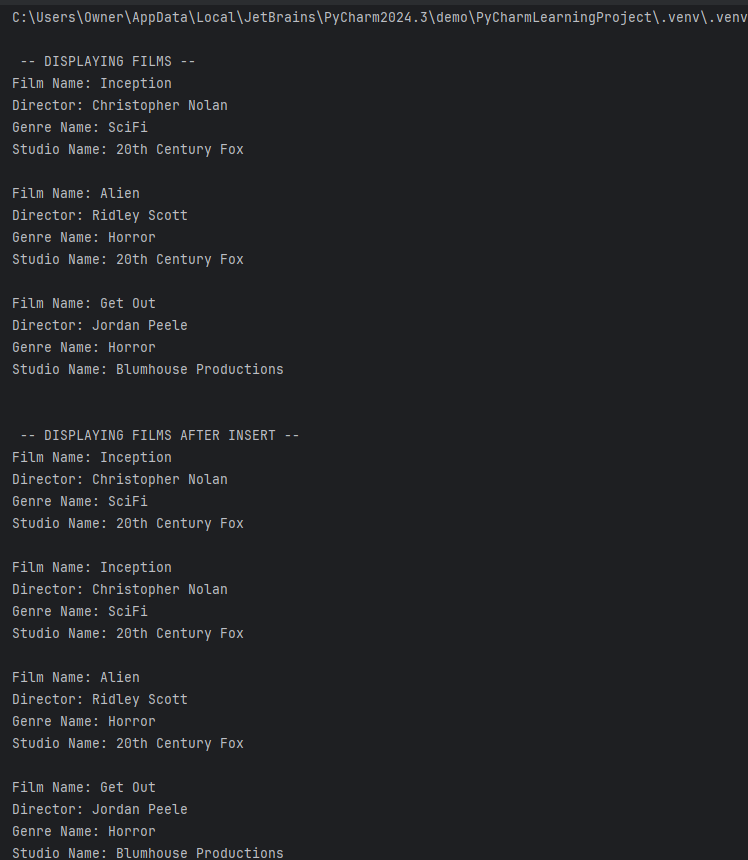 C:\Users\Owner\AppData\Local\JetBrains\PyCharm2024.3\demo\PyCharmLearningProject\.venv\.venv
-- DISPLAYING FILMS --
Film Name: Inception
Director: Christopher Nolan
Genre Name: SciFi
Studio Name: 20th Century Fox
Film Name: Alien
Director: Ridley Scott
Genre Name: Horror
Studio Name: 20th Century Fox
Film Name: Get Out
Director: Jordan Peele
Genre Name: Horror
Studio Name: Blumhouse Productions
-- DISPLAYING FILMS AFTER INSERT --
Film Name: Inception
Director: Christopher Nolan
Genre Name: SciFi
Studio Name: 20th Century Fox
Film Name: Inception
Director: Christopher Nolan
Genre Name: SciFi
Studio Name: 20th Century Fox
Film Name: Alien
Director: Ridley Scott
Genre Name: Horror
Studio Name: 20th Century Fox
Film Name: Get Out
Director: Jordan Peele
Genre Name: Horror
Studio Name: Blumhouse Productions